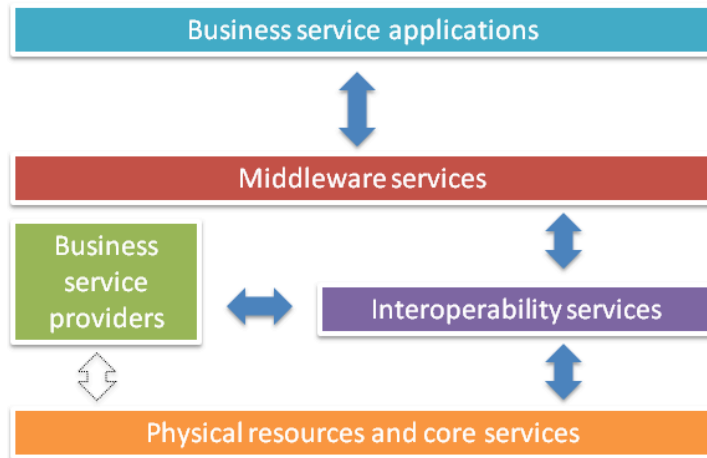 Business service applications
Middleware services
Business
service
providers
Interoperability services
Physical resources and core services